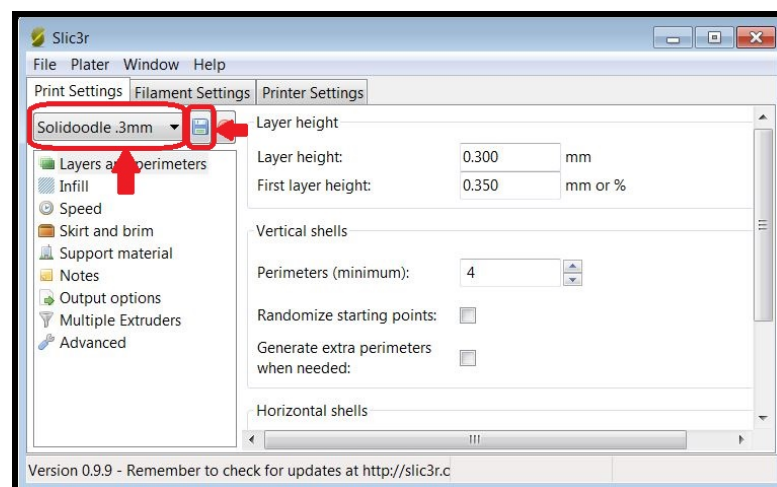 Slic3r
File Plater Window Help
Print Settings Filament Settings Printer Settings
Solidoodle .3mm
Layers a perimeters
Infill
Speed
Skirt and brim
Support material
Notes
Output options
Multiple Extruders
Advanced
Layer height
Layer height: 0.300 mm
First layer height: 0.350 mm or %
Vertical shells
Perimeters (minimum): 4
Randomize starting points:
Generate extra perimeters
when needed:
Horizontal shells
Version 0.9.9 - Remember to check for updates at http://slic3r.c